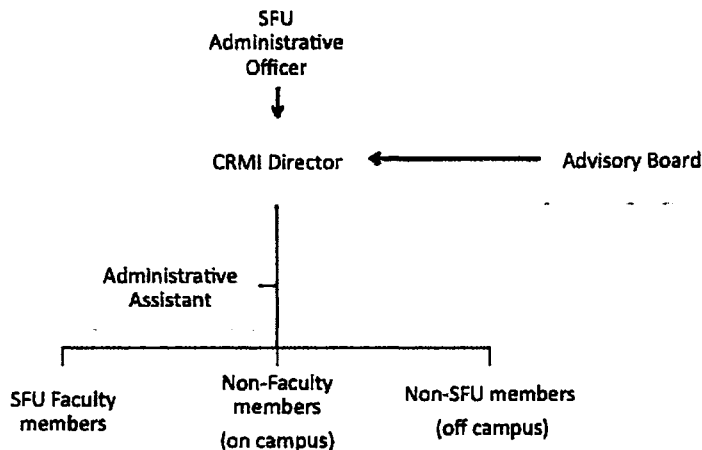 SFU
Administrative
Officer
CRMI Director
Advisory Board
Administrative
Assistant
SFU Faculty
members
Non-Faculty
members
(on campus)
Non-SFU members
(off campus)